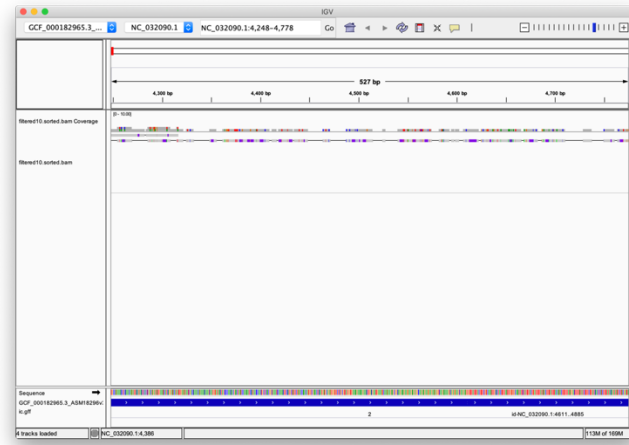 IGV
GCF_000182965.3_... NC_032090.1 NC_032090.1:4,248-4,778 Go
527 bp
4,300 bp 4,400 bp 4,500 bp 4,600 bp 4,700 bp
filtered10.sorted.bam Coverage
[0 - 10.00]
filtered10.sorted.bam
Sequence
GCF_000182965.3_ASM18296v:
ic.gff
2 id-NC_032090.1:4811..4885
4 tracks loaded NC_032090.1:4,386 113M of 189M